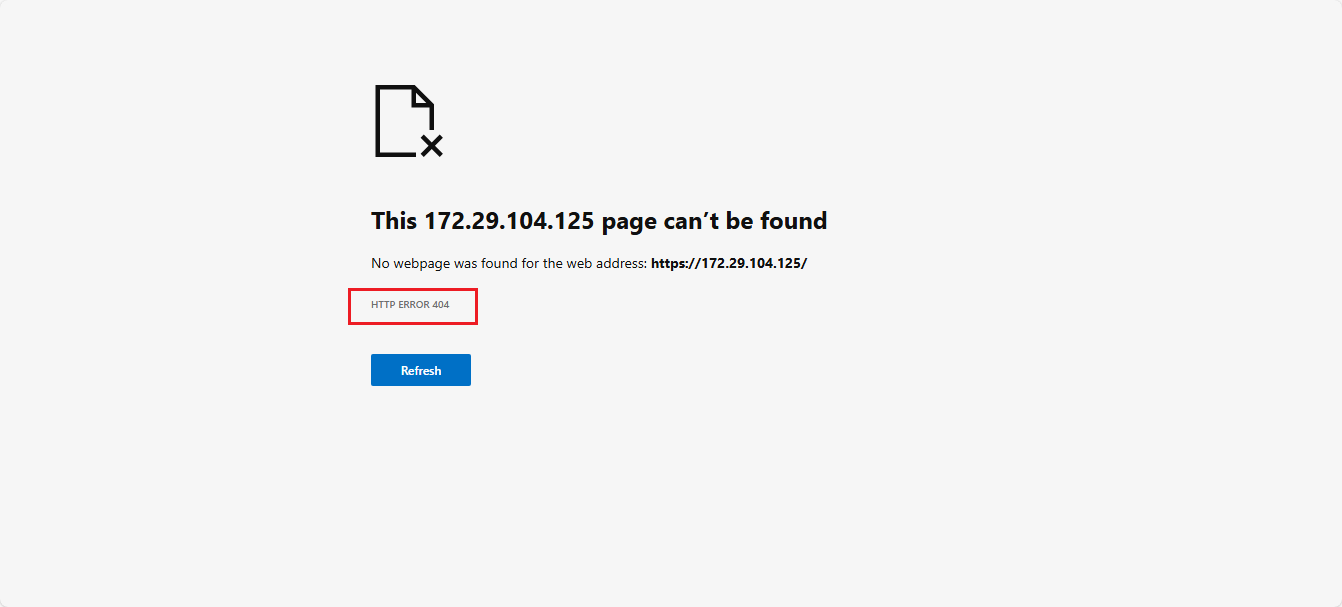 This 172.29.104.125 page can’t be found
No webpage was found for the web address: https://172.29.104.125/
HTTP ERROR 404
Refresh